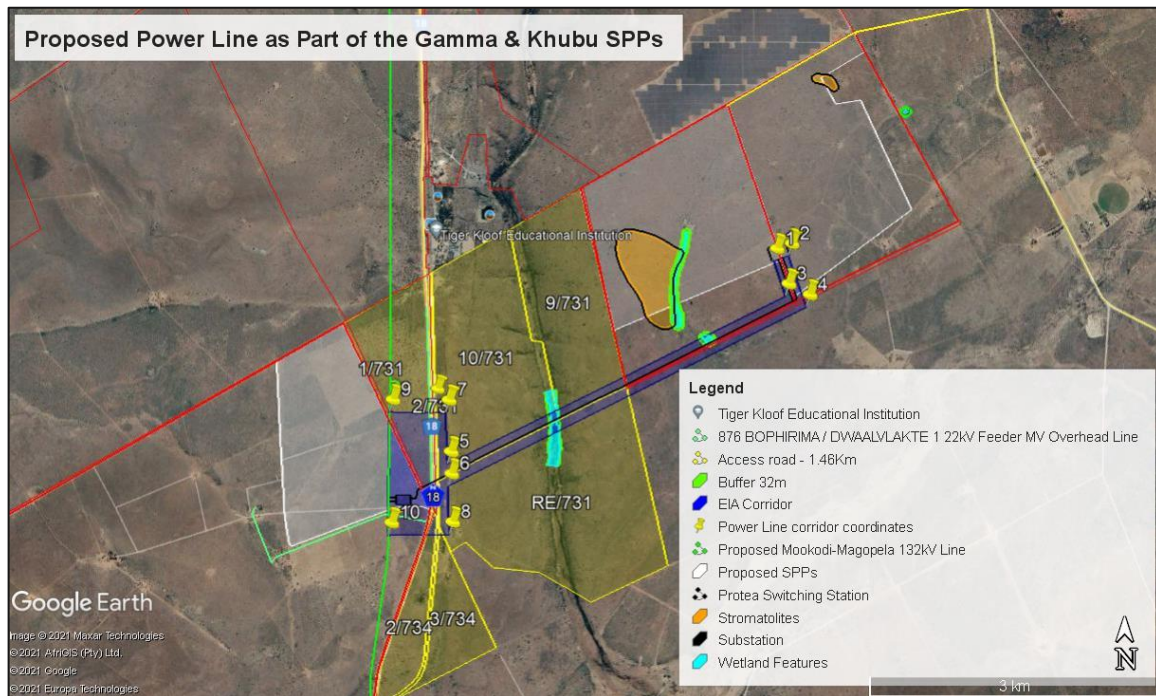 Proposed Power Line as Part of the Gamma & Khubu SPPs
1
2
Tiger Kloof Educational Institution
3
4
9/731
10/731
1/731
9
7
2/731
18
5
6
18
10
8
RE/731
3/734
2/734
Legend
Tiger Kloof Educational Institution
876 BOPHIRIMA / DWAALVLAKTE 1 22kV Feeder MV Overhead Line
Access road - 1.46Km
Buffer 32m
EIA Corridor
Power Line corridor coordinates
Proposed Mookodi-Magopela 132kV Line
Proposed SPPs
Protea Switching Station
Stromatolites
Substation
Wetland Features
Google Earth
Image © 2021 Maxar Technologies
©2021 AfriGIS (Pty) Ltd.
©2021 Google
©2021 Europa Technologies
N
3 km